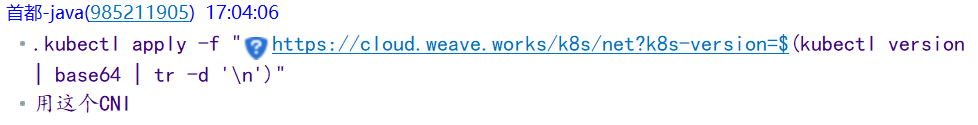 首都-java(985211905) 17:04:06
.kubectl apply -f "https://cloud.weave.works/k8s/net?k8s-version=$(kubectl version
| base64 | tr -d '\n')"
用这个CNI